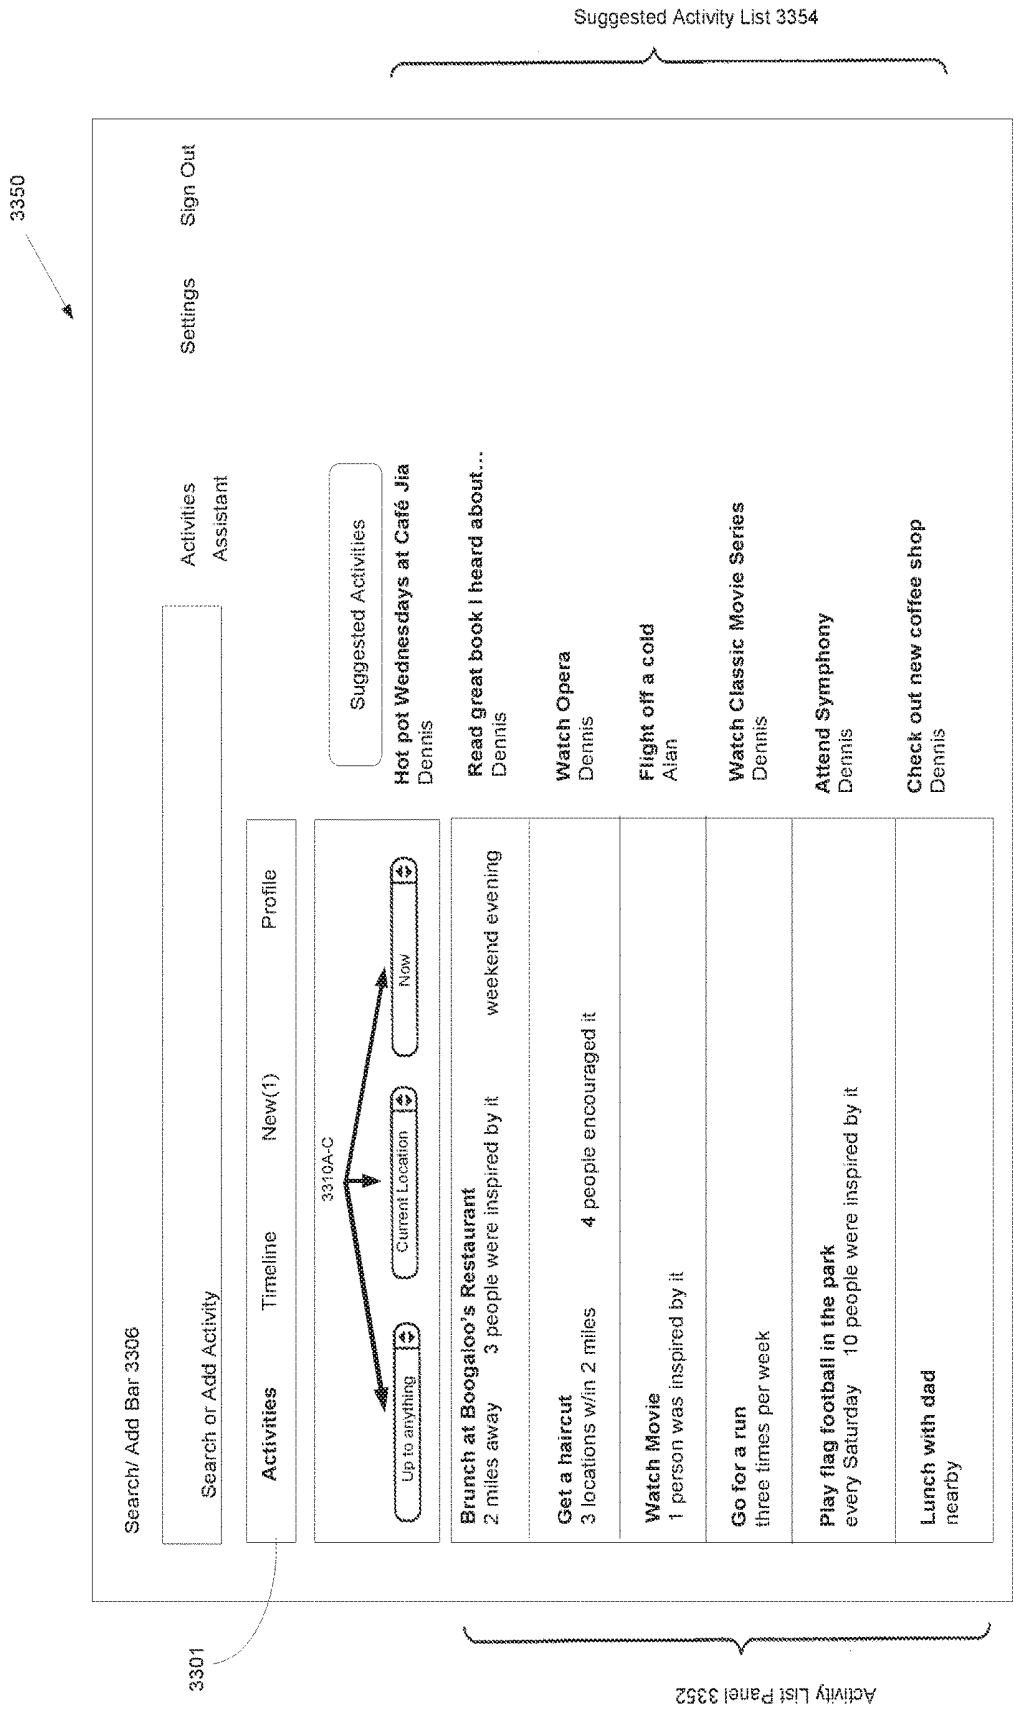 3350
Search/ Add Bar 3306
Search or Add Activity
Activities
Assistant
Settings
Sign Out
3301
Activities
Timeline
New(1)
Profile
3310A-C
Up to anything
Current Location
Now
Suggested Activities
Activity List Panel 3352
Brunch at Boogaloo's Restaurant
2 miles away 3 people were inspired by it weekend evening
Get a haircut
3 locations w/in 2 miles 4 people encouraged it
Watch Movie
1 person was inspired by it
Go for a run
three times per week
Play flag football in the park
every Saturday 10 people were inspired by it
Lunch with dad
nearby
Suggested Activity List 3354
Hot pot Wednesdays at Café Jia
Dennis
Read great book I heard about...
Dennis
Watch Opera
Dennis
Flight off a cold
Alan
Watch Classic Movie Series
Dennis
Attend Symphony
Dennis
Check out new coffee shop
Dennis